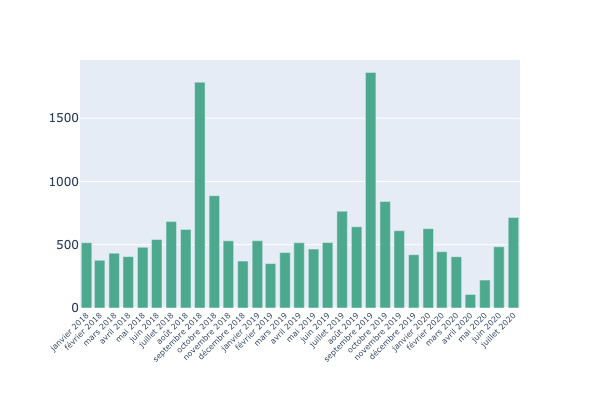 1500
1000
500
0
janvier 2018
février 2018
mars 2018
avril 2018
mai 2018
juin 2018
juillet 2018
août 2018
septembre 2018
octobre 2018
novembre 2018
décembre 2018
janvier 2019
février 2019
mars 2019
avril 2019
mai 2019
juin 2019
juillet 2019
août 2019
septembre 2019
octobre 2019
novembre 2019
décembre 2019
janvier 2020
février 2020
mars 2020
avril 2020
mai 2020
juin 2020
juillet 2020